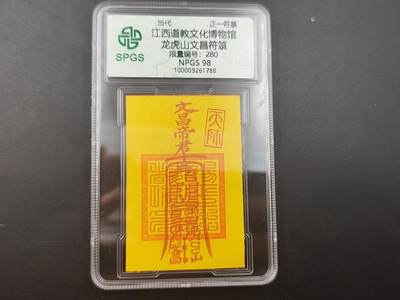 当代
正一符箓
江西道教文化博物馆
龙虎山文昌符箓
限量编号：280
NPGS 98
100009261788
SPGS
天师
文昌帝君